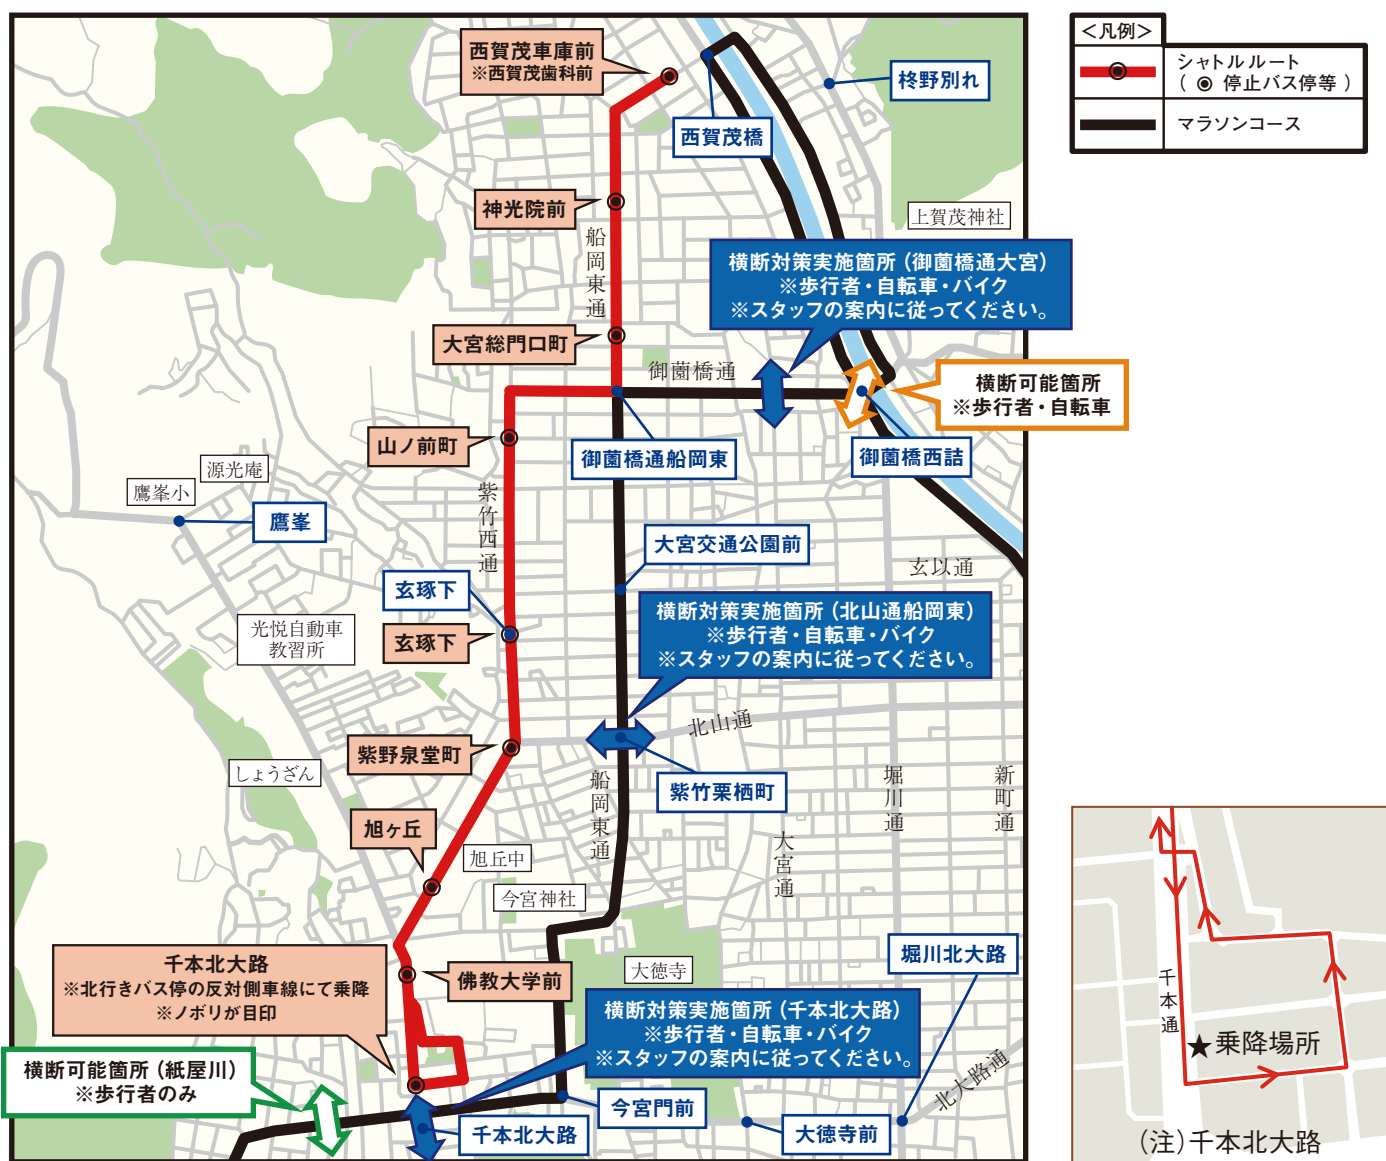 <凡例>
シャトルルート
（ ◉ 停止バス停等 ）
マラソンコース
西賀茂車庫前
※西賀茂歯科前
柊野別れ
西賀茂橋
神光院前
上賀茂神社
船岡東通
横断対策実施箇所（御薗橋通大宮）
※歩行者・自転車・バイク
※スタッフの案内に従ってください。
大宮総門口町
御薗橋通
横断可能箇所
※歩行者・自転車
山ノ前町
御薗橋通船岡東
御薗橋西詰
源光庵
鷹峯小
鷹峯
紫竹西通
大宮交通公園前
玄以通
玄琢下
横断対策実施箇所（北山通船岡東）
※歩行者・自転車・バイク
※スタッフの案内に従ってください。
光悦自動車
教習所
玄琢下
北山通
紫野泉堂町
しょうざん
船岡東通
紫竹栗栖町
堀川通
新町通
旭ヶ丘
旭丘中
大宮通
今宮神社
千本北大路
※北行きバス停の反対側車線にて乗降
※ノボリが目印
佛教大学前
大徳寺
堀川北大路
横断対策実施箇所（千本北大路）
※歩行者・自転車・バイク
※スタッフの案内に従ってください。
横断可能箇所（紙屋川）
※歩行者のみ
千本北大路
今宮門前
大徳寺前
北大路通
千本通
★乗降場所
（注）千本北大路